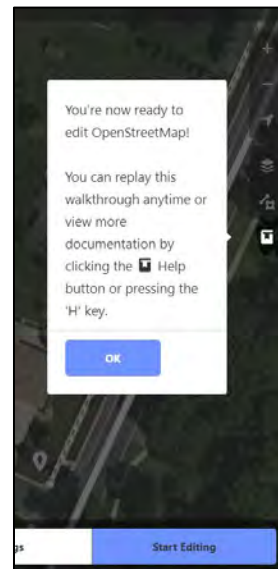 You're now ready to
edit OpenStreetMap!
You can replay this
walkthrough anytime or
view more
documentation by
clicking the Help
button or pressing the
'H' key.
OK
gs
Start Editing